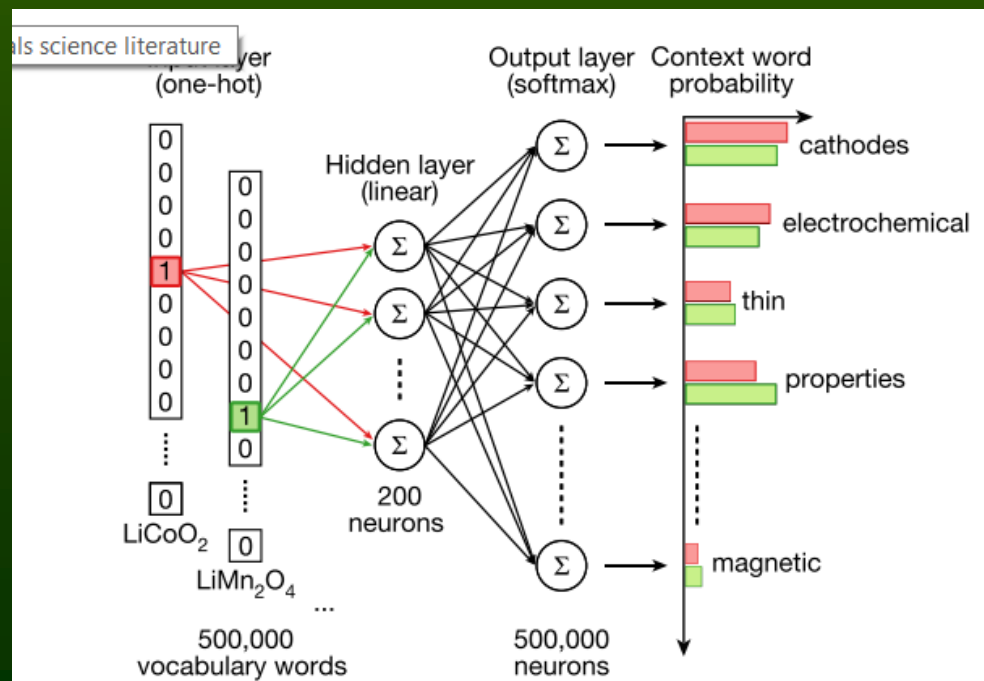 als science literature
(one-hot)
0
0
0
0
1
0
0
0
0
0
LiCoO₂
0
0
0
0
0
0
0
1
0
0
LiMn₂O₄
...
500,000
vocabulary words
Hidden layer
(linear)
Σ
Σ
Σ
200
neurons
Output layer
(softmax)
Σ
Σ
Σ
Σ
Σ
500,000
neurons
Context word
probability
cathodes
electrochemical
thin
properties
magnetic